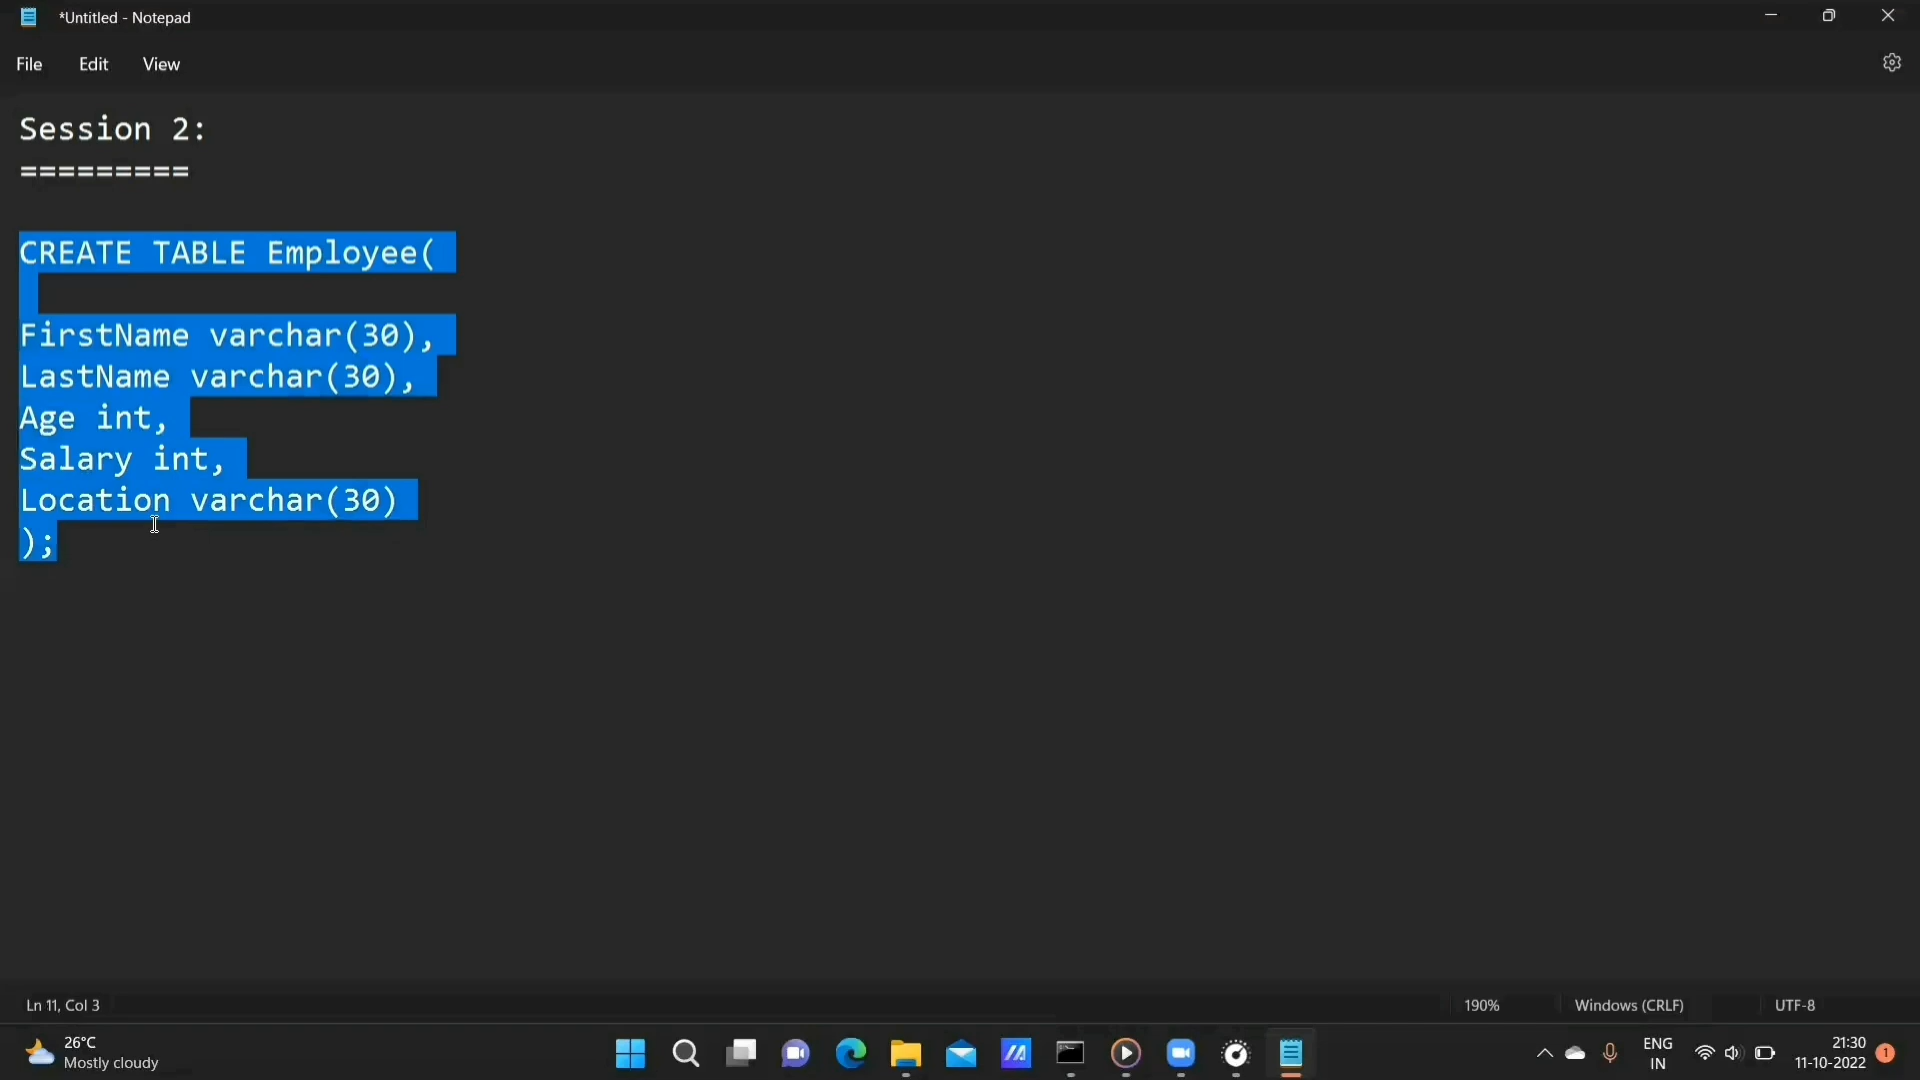 *Untitled - Notepad
File Edit View
Session 2:
=========
CREATE TABLE Employee(
FirstName varchar(30),
LastName varchar(30),
Age int,
Salary int,
Location varchar(30)
);
Ln 11, Col 3 190% Windows (CRLF) UTF-8
26°C
Mostly cloudy
ENG
IN
21:30
11-10-2022
1